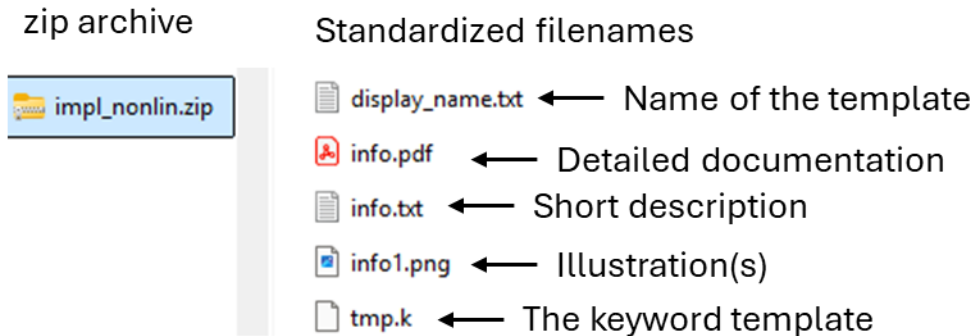 zip archive
Standardized filenames
impl_nonlin.zip
display_name.txt Name of the template
info.pdf Detailed documentation
info.txt Short description
info1.png Illustration(s)
tmp.k The keyword template